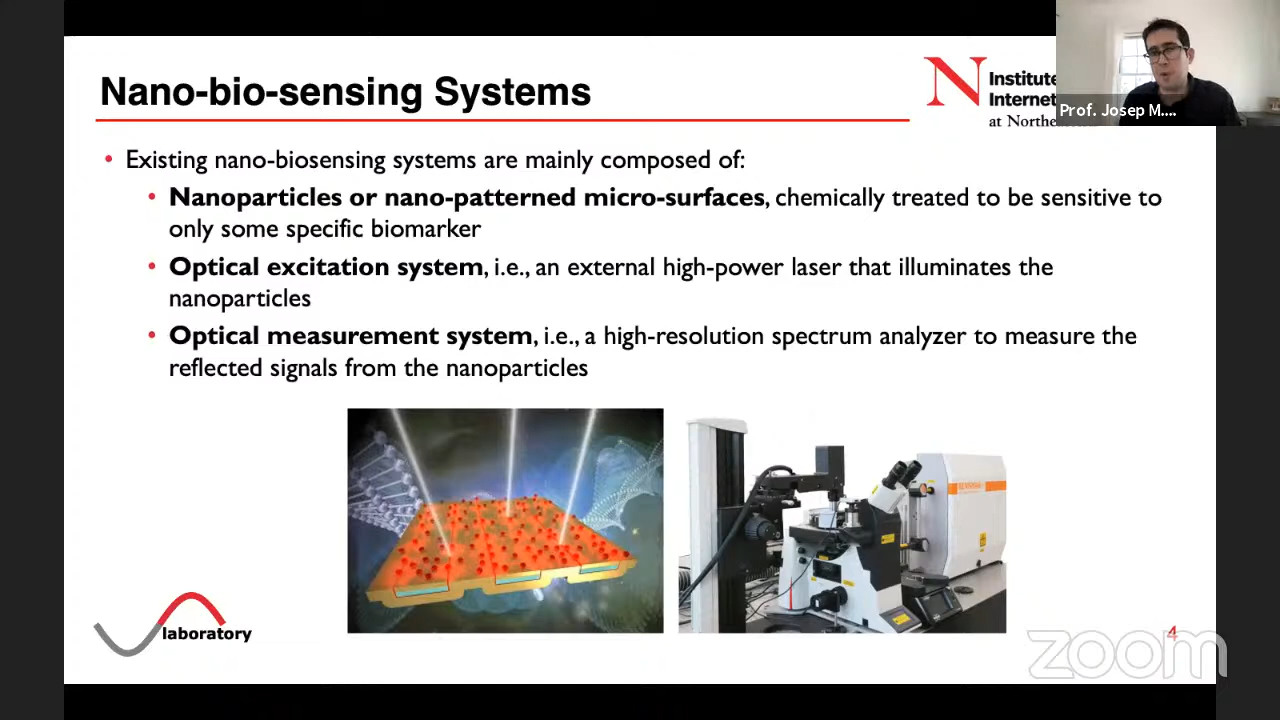 Nano-bio-sensing Systems
N
Institute
Internet
at Northe
Prof. Josep M....
• Existing nano-biosensing systems are mainly composed of:
• Nanoparticles or nano-patterned micro-surfaces, chemically treated to be sensitive to
only some specific biomarker
• Optical excitation system, i.e., an external high-power laser that illuminates the
nanoparticles
• Optical measurement system, i.e., a high-resolution spectrum analyzer to measure the
reflected signals from the nanoparticles
laboratory
4
zoom